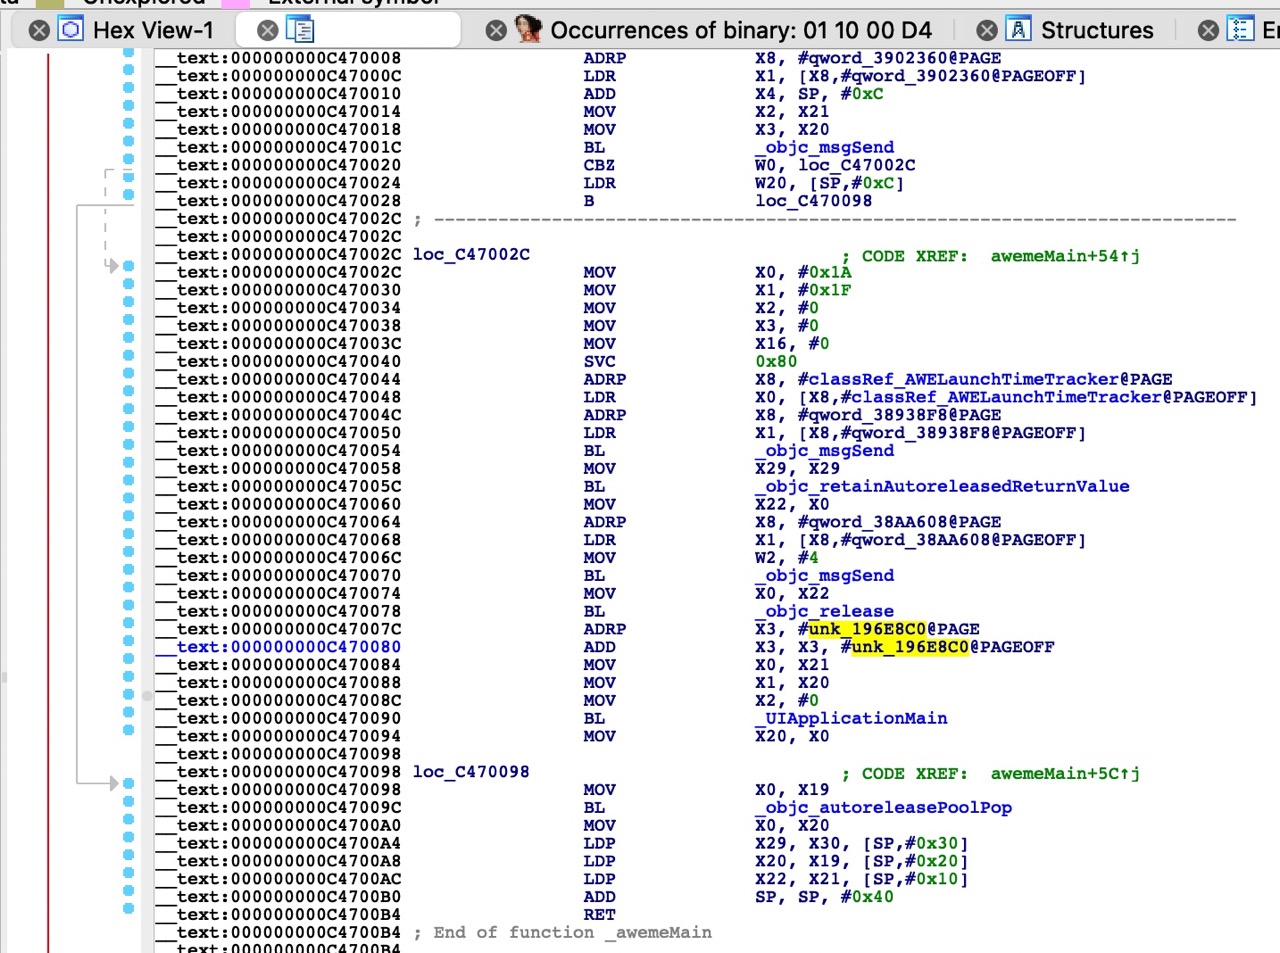 Unexplored External symbol
Hex View-1 Occurrences of binary: 01 10 00 D4 Structures
__text:000000000C470008 ADRP X8, #qword_3902360@PAGE
__text:000000000C47000C LDR X1, [X8,#qword_3902360@PAGEOFF]
__text:000000000C470010 ADD X4, SP, #0xC
__text:000000000C470014 MOV X2, X21
__text:000000000C470018 MOV X3, X20
__text:000000000C47001C BL _objc_msgSend
__text:000000000C470020 CBZ W0, loc_C47002C
__text:000000000C470024 LDR W20, [SP,#0xC]
__text:000000000C470028 B loc_C470098
__text:000000000C47002C ; ---------------------------------------------------------------------------
__text:000000000C47002C
__text:000000000C47002C loc_C47002C ; CODE XREF: awemeMain+54↑j
__text:000000000C47002C MOV X0, #0x1A
__text:000000000C470030 MOV X1, #0x1F
__text:000000000C470034 MOV X2, #0
__text:000000000C470038 MOV X3, #0
__text:000000000C47003C MOV X16, #0
__text:000000000C470040 SVC 0x80
__text:000000000C470044 ADRP X8, #classRef_AWELaunchTimeTracker@PAGE
__text:000000000C470048 LDR X0, [X8,#classRef_AWELaunchTimeTracker@PAGEOFF]
__text:000000000C47004C ADRP X8, #qword_38938F8@PAGE
__text:000000000C470050 LDR X1, [X8,#qword_38938F8@PAGEOFF]
__text:000000000C470054 BL _objc_msgSend
__text:000000000C470058 MOV X29, X29
__text:000000000C47005C BL _objc_retainAutoreleasedReturnValue
__text:000000000C470060 MOV X22, X0
__text:000000000C470064 ADRP X8, #qword_38AA608@PAGE
__text:000000000C470068 LDR X1, [X8,#qword_38AA608@PAGEOFF]
__text:000000000C47006C MOV W2, #4
__text:000000000C470070 BL _objc_msgSend
__text:000000000C470074 MOV X0, X22
__text:000000000C470078 BL _objc_release
__text:000000000C47007C ADRP X3, #unk_196E8C0@PAGE
__text:000000000C470080 ADD X3, X3, #unk_196E8C0@PAGEOFF
__text:000000000C470084 MOV X0, X21
__text:000000000C470088 MOV X1, X20
__text:000000000C47008C MOV X2, #0
__text:000000000C470090 BL _UIApplicationMain
__text:000000000C470094 MOV X20, X0
__text:000000000C470098
__text:000000000C470098 loc_C470098 ; CODE XREF: awemeMain+5C↑j
__text:000000000C470098 MOV X0, X19
__text:000000000C47009C BL _objc_autoreleasePoolPop
__text:000000000C4700A0 MOV X0, X20
__text:000000000C4700A4 LDP X29, X30, [SP,#0x30]
__text:000000000C4700A8 LDP X20, X19, [SP,#0x20]
__text:000000000C4700AC LDP X22, X21, [SP,#0x10]
__text:000000000C4700B0 ADD SP, SP, #0x40
__text:000000000C4700B4 RET
__text:000000000C4700B4 ; End of function _awemeMain
__text:000000000C4700B4